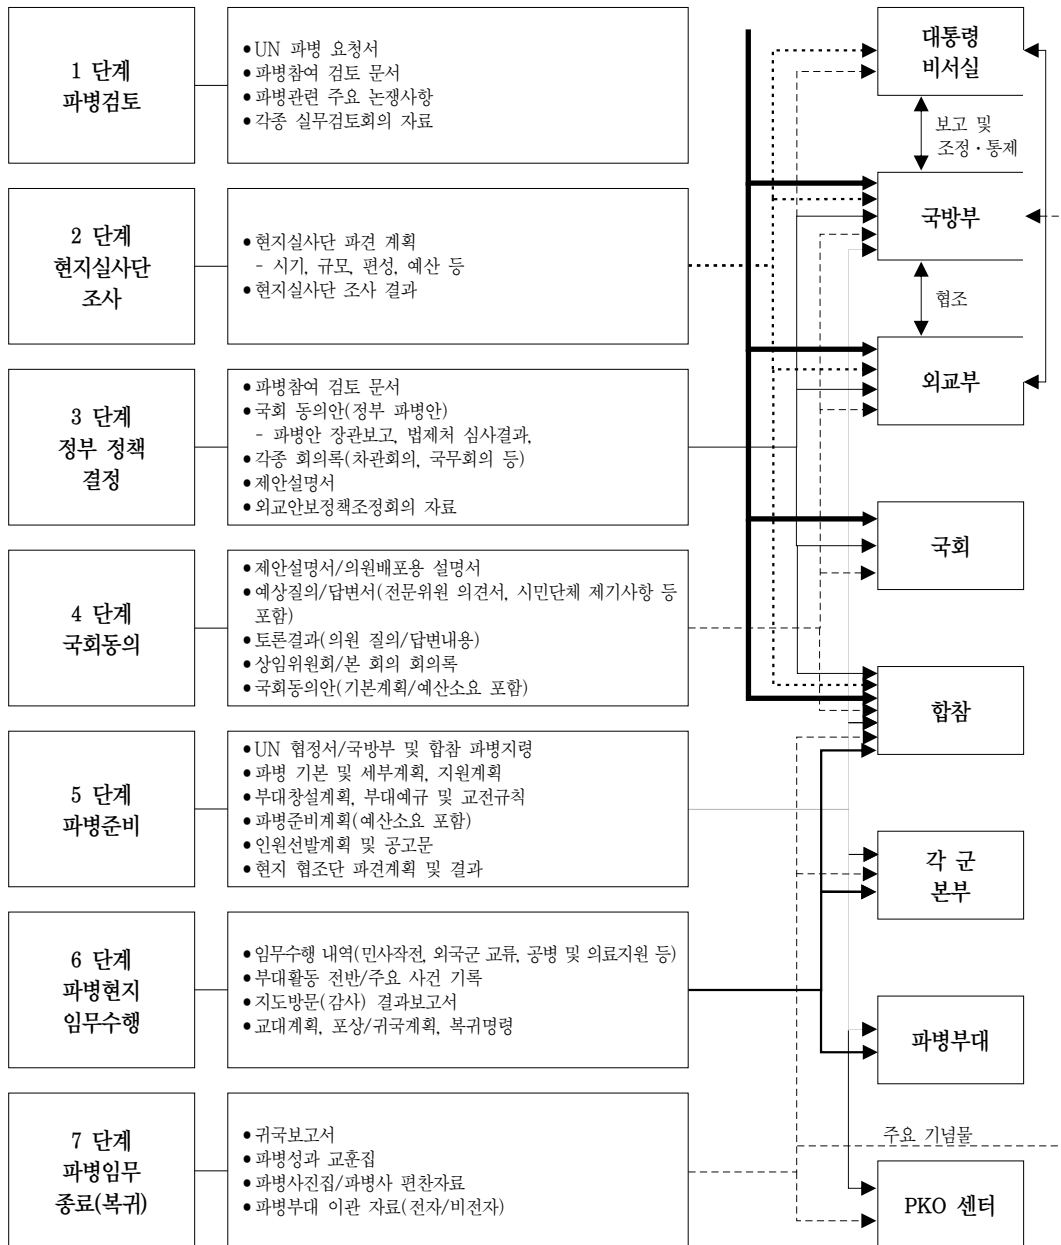 1 단계
파병검토
● UN 파병 요청서
● 파병참여 검토 문서
● 파병관련 주요 논쟁사항
● 각종 실무검토회의 자료
2 단계
현지실사단
조사
● 현지실사단 파견 계획
- 시기, 규모, 편성, 예산 등
● 현지실사단 조사 결과
3 단계
정부 정책
결정
● 파병참여 검토 문서
● 국회 동의안(정부 파병안)
- 파병안 장관보고, 법제처 심사결과,
● 각종 회의록(차관회의, 국무회의 등)
● 제안설명서
● 외교안보정책조정회의 자료
4 단계
국회동의
● 제안설명서/의원배포용 설명서
● 예상질의/답변서(전문위원 의견서, 시민단체 제기사항 등
포함)
● 토론결과(의원 질의/답변내용)
● 상임위원회/본 회의 회의록
● 국회동의안(기본계획/예산소요 포함)
5 단계
파병준비
● UN 협정서/국방부 및 합참 파병지령
● 파병 기본 및 세부계획, 지원계획
● 부대창설계획, 부대예규 및 교전규칙
● 파병준비계획(예산소요 포함)
● 인원선발계획 및 공고문
● 현지 협조단 파견계획 및 결과
6 단계
파병현지
임무수행
● 임무수행 내역(민사작전, 외국군 교류, 공병 및 의료지원 등)
● 부대활동 전반/주요 사건 기록
● 지도방문(감사) 결과보고서
● 교대계획, 포상/귀국계획, 복귀명령
7 단계
파병임무
종료(복귀)
● 귀국보고서
● 파병성과 교훈집
● 파병사진집/파병사 편찬자료
● 파병부대 이관 자료(전자/비전자)
대통령
비서실
보고 및
조정·통제
국방부
협조
외교부
국회
합참
각 군
본부
파병부대
주요 기념물
PKO 센터